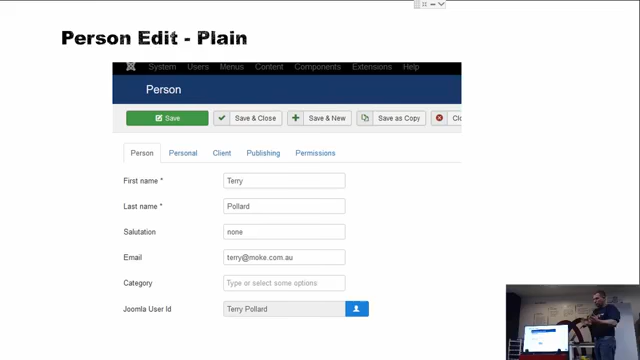 Person Edit - Plain
System Users Menus Content Components Extensions Help
Person
Save Save & Close Save & New Save as Copy Clo
Person Personal Client Publishing Permissions
First name * Terry
Last name * Pollard
Salutation none
Email terry@moke.com.au
Category Type or select some options
Joomla User Id Terry Pollard